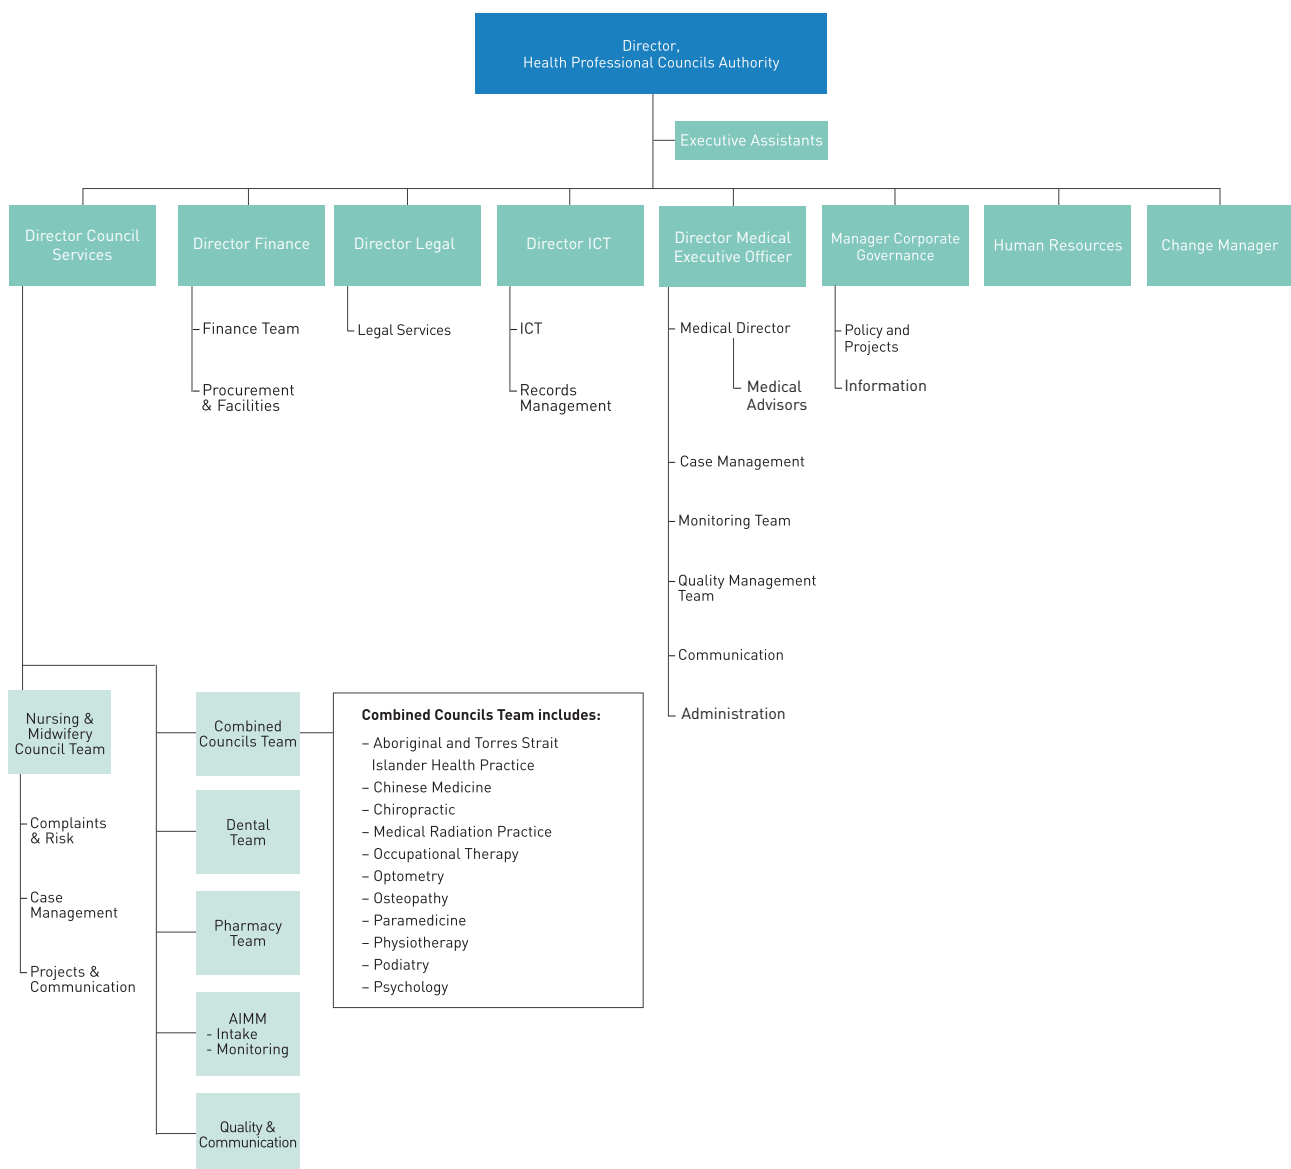 Director,
Health Professional Councils Authority
Executive Assistants
Director Council
Services
Director Finance
Director Legal
Director ICT
Director Medical
Executive Officer
Manager Corporate
Governance
Human Resources
Change Manager
Finance Team
Procurement
& Facilities
Legal Services
ICT
Records
Management
Medical Director
Medical
Advisors
Case Management
Monitoring Team
Quality Management
Team
Communication
Administration
Policy and
Projects
Information
Nursing &
Midwifery
Council Team
Complaints
& Risk
Case
Management
Projects &
Communication
Combined
Councils Team
Dental
Team
Pharmacy
Team
AIMM
- Intake
- Monitoring
Quality &
Communication
Combined Councils Team includes:
– Aboriginal and Torres Strait
Islander Health Practice
– Chinese Medicine
– Chiropractic
– Medical Radiation Practice
– Occupational Therapy
– Optometry
– Osteopathy
– Paramedicine
– Physiotherapy
– Podiatry
– Psychology